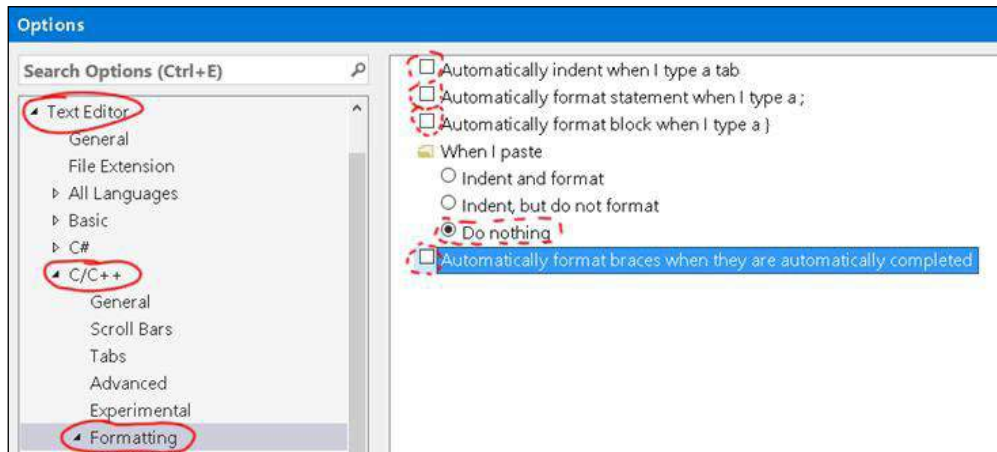 Options
Search Options (Ctrl+E)
Text Editor
General
File Extension
All Languages
Basic
C#
C/C++
General
Scroll Bars
Tabs
Advanced
Experimental
Formatting
Automatically indent when I type a tab
Automatically format statement when I type a ;
Automatically format block when I type a }
When I paste
Indent and format
Indent, but do not format
Do nothing
Automatically format braces when they are automatically completed